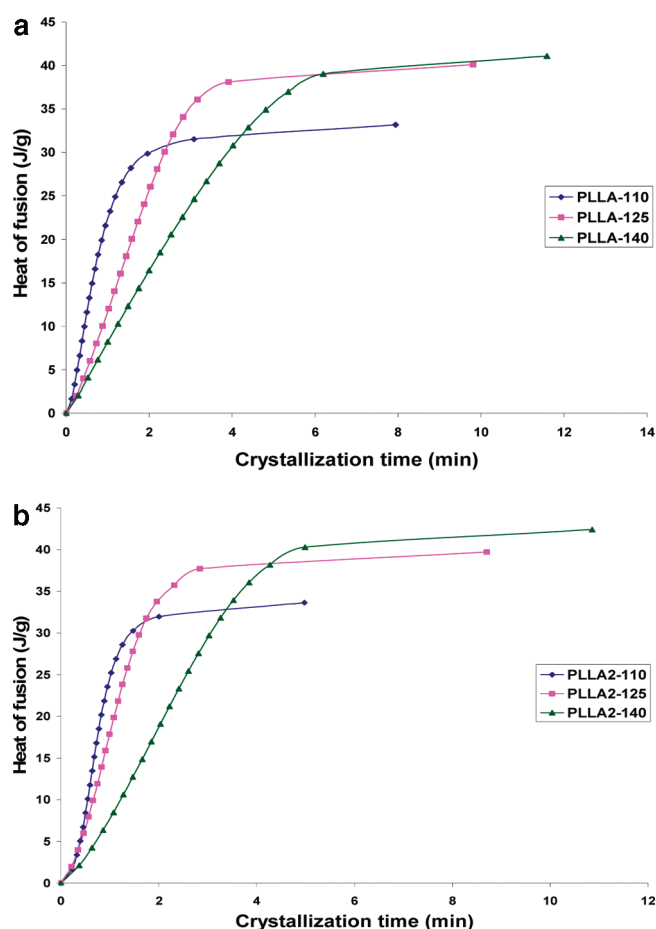 a
45
40
35
30
25
20
15
10
5
0
Heat of fusion (J/g)
PLLA-110
PLLA-125
PLLA-140
0 2 4 6 8 10 12 14
Crystallization time (min)
b
45
40
35
30
25
20
15
10
5
0
Heat of fusion (J/g)
PLLA2-110
PLLA2-125
PLLA2-140
0 2 4 6 8 10 12
Crystallization time (min)